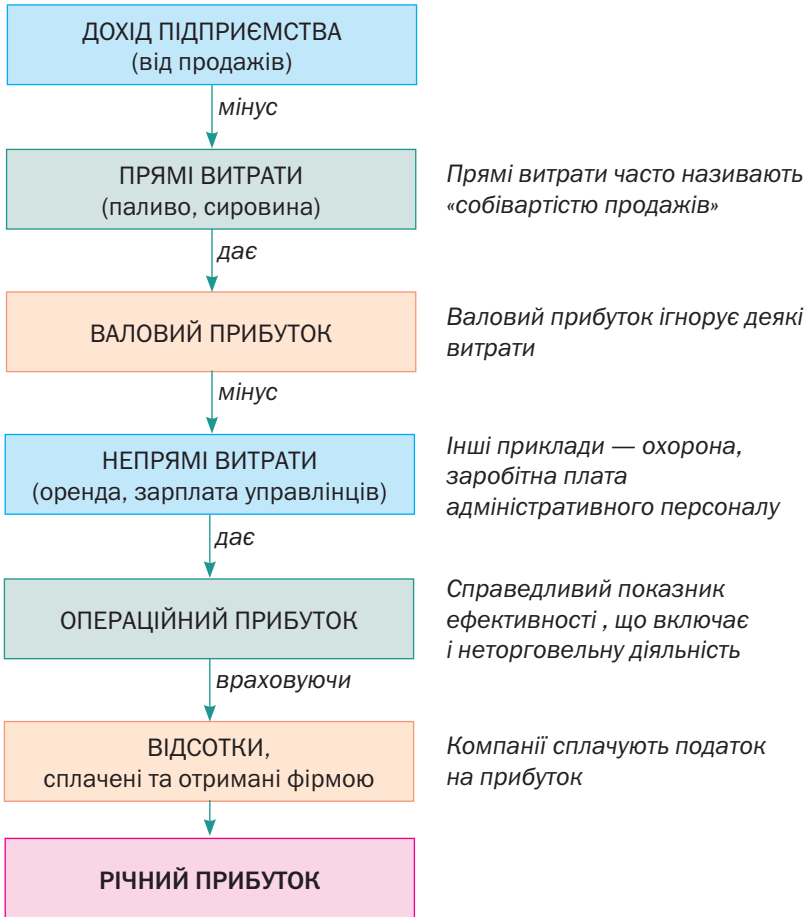 ДОХІД ПІДПРИЄМСТВА
(від продажів)
мінус
ПРЯМІ ВИТРАТИ
(паливо, сировина)
Прямі витрати часто називають
«собівартістю продажів»
дає
ВАЛОВИЙ ПРИБУТОК
Валовий прибуток ігнорує деякі
витрати
мінус
НЕПРЯМІ ВИТРАТИ
(оренда, зарплата управлінців)
Інші приклади — охорона,
заробітна плата
адміністративного персоналу
дає
ОПЕРАЦІЙНИЙ ПРИБУТОК
Справедливий показник
ефективності , що включає
і неторговельну діяльність
враховуючи
ВІДСОТКИ,
сплачені та отримані фірмою
Компанії сплачують податок
на прибуток
РІЧНИЙ ПРИБУТОК